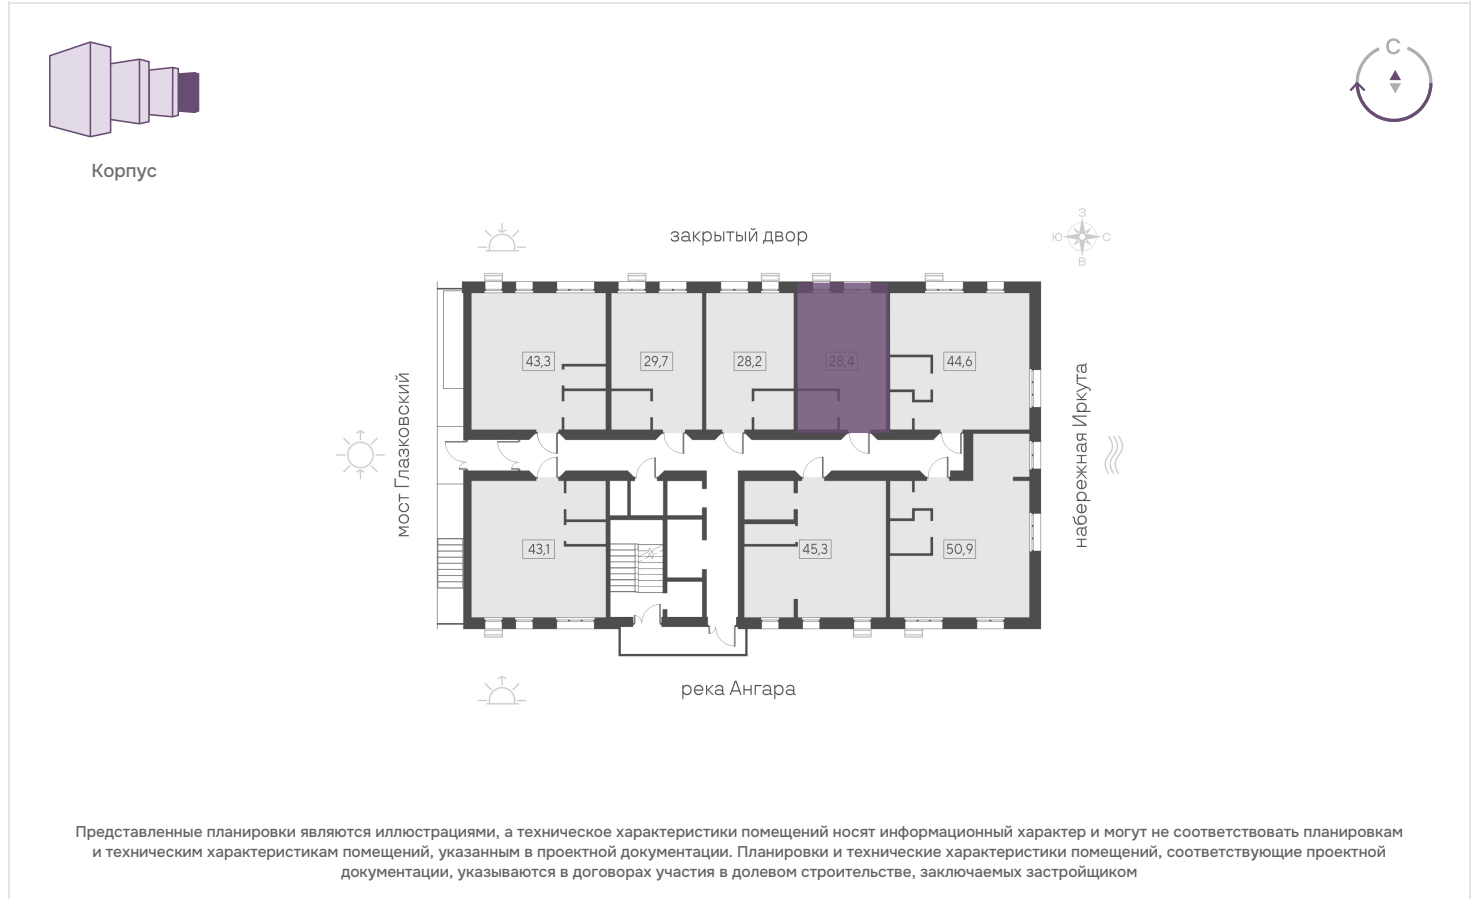 С
Корпус
закрытый двор
З
Ю
С
В
43,3
29,7
28,2
28,4
44,6
мост Глазковский
набережная Иркута
43,1
45,3
50,9
река Ангара
Представленные планировки являются иллюстрациями, а техническое характеристики помещений носят информационный характер и могут не соответствовать планировкам
и техническим характеристикам помещений, указанным в проектной документации. Планировки и технические характеристики помещений, соответствующие проектной
документации, указываются в договорах участия в долевом строительстве, заключаемых застройщиком